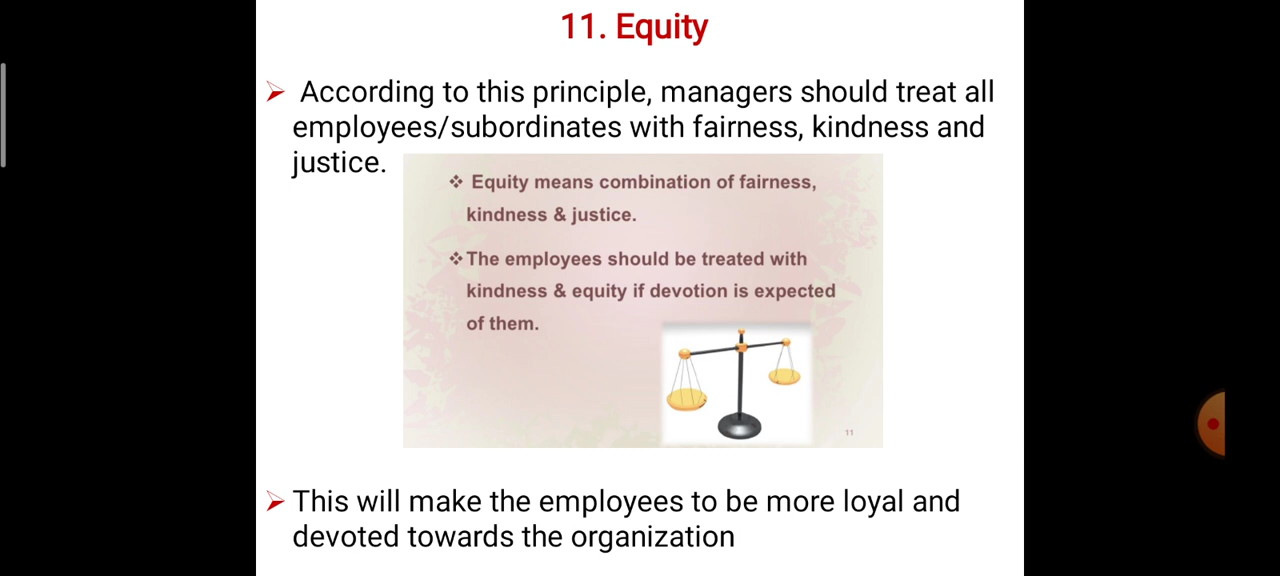 11. Equity
➢ According to this principle, managers should treat all
employees/subordinates with fairness, kindness and
justice.
❖ Equity means combination of fairness,
kindness & justice.
❖ The employees should be treated with
kindness & equity if devotion is expected
of them.
11
➢ This will make the employees to be more loyal and
devoted towards the organization